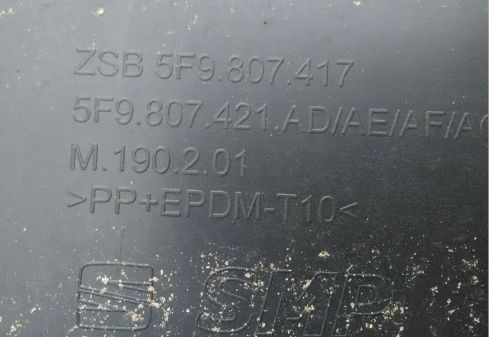 ZSB 5F9.807.417
5F9.807.421.AD/AE/AF/A
M.190.2.01
>PP+EPDM-T10<
SMP